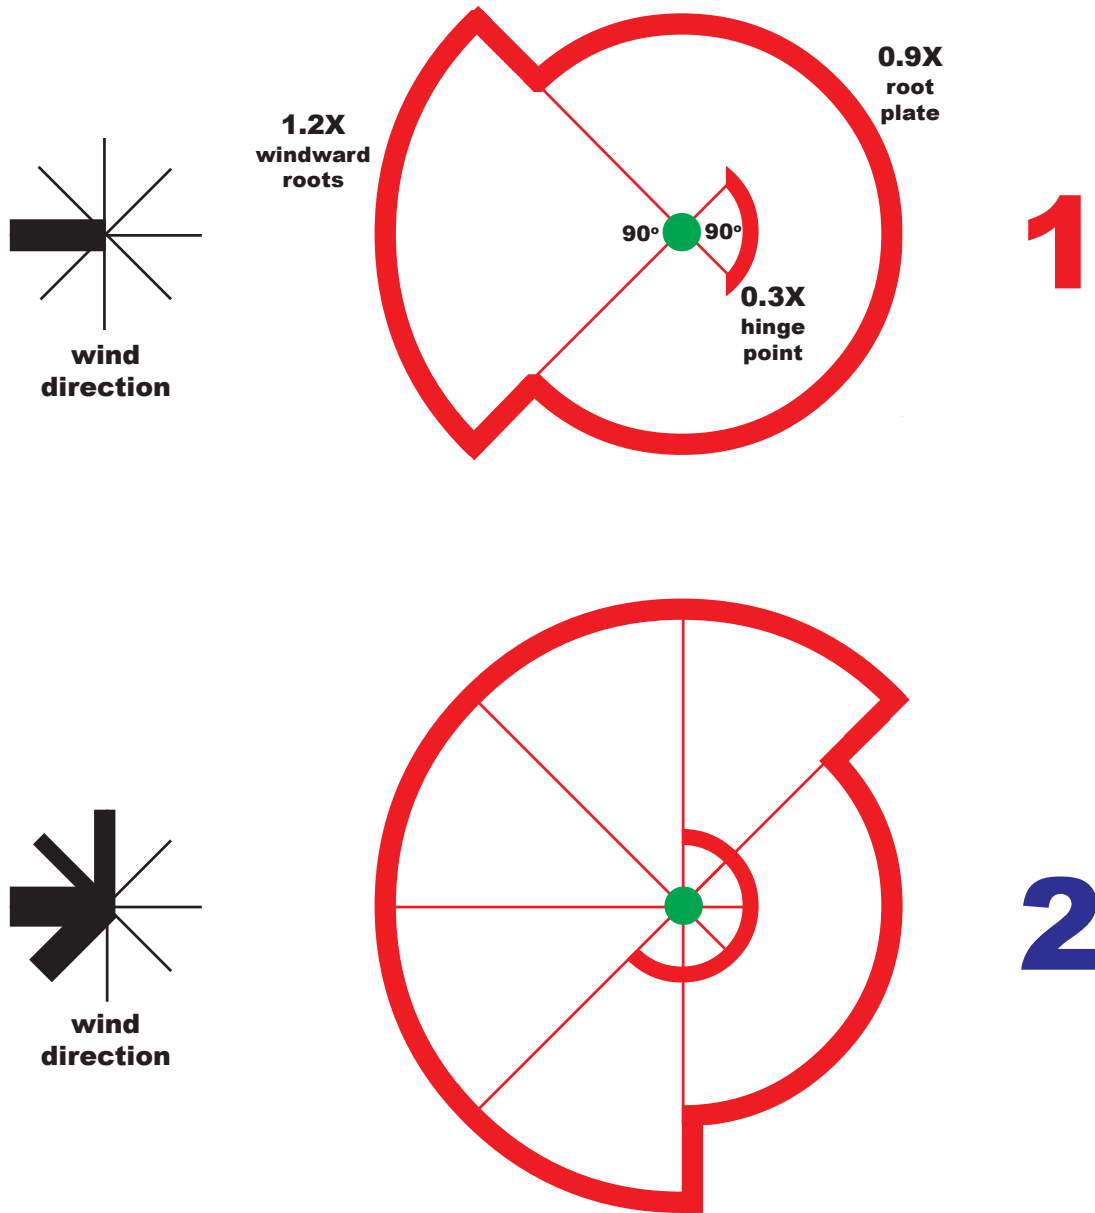 0.9X
root
plate
1.2X
windward
roots
90°
90°
0.3X
hinge
point
wind
direction
1
wind
direction
2